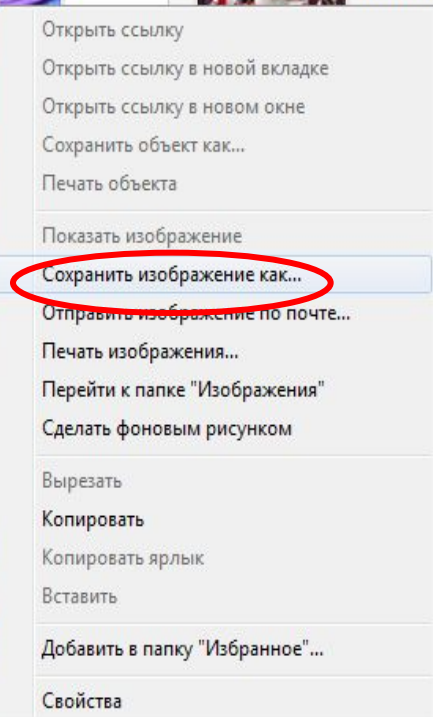 Открыть ссылку
Открыть ссылку в новой вкладке
Открыть ссылку в новом окне
Сохранить объект как...
Печать объекта
Показать изображение
Сохранить изображение как...
Отправить изображение по почте...
Печать изображения...
Перейти к папке "Изображения"
Сделать фоновым рисунком
Вырезать
Копировать
Копировать ярлык
Вставить
Добавить в папку "Избранное"...
Свойства